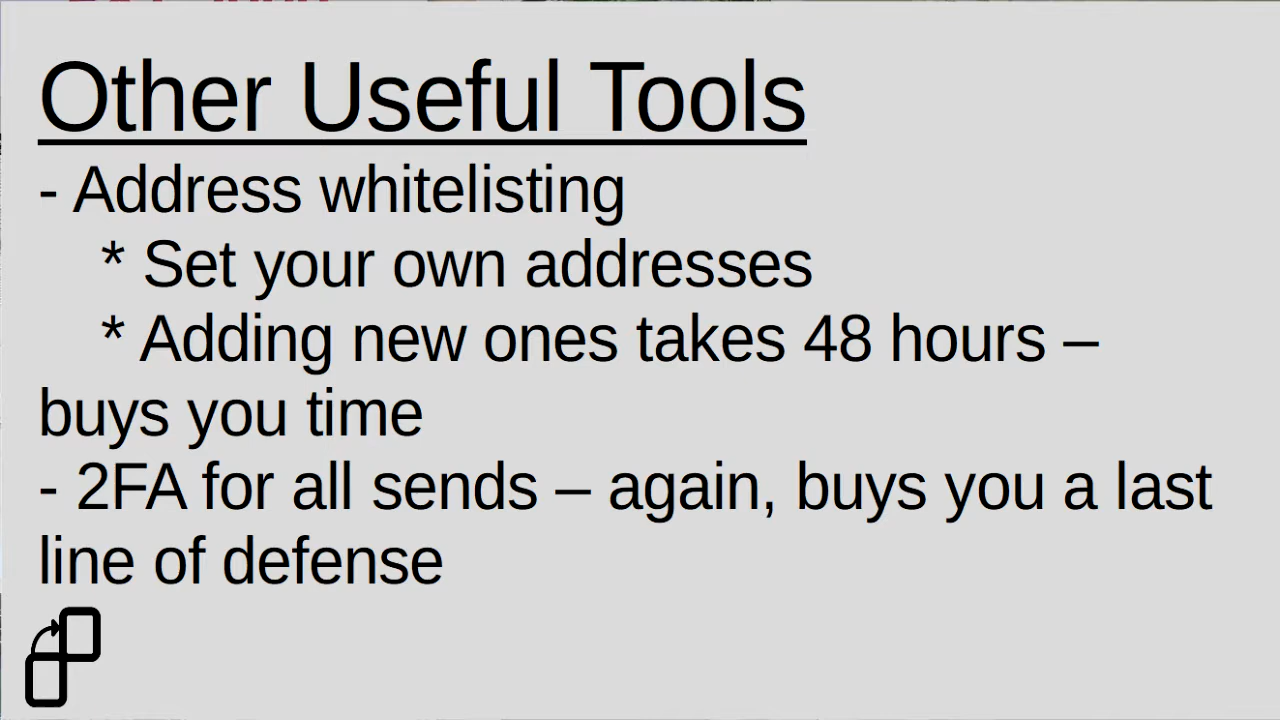 Other Useful Tools
- Address whitelisting
* Set your own addresses
* Adding new ones takes 48 hours –
buys you time
- 2FA for all sends – again, buys you a last
line of defense